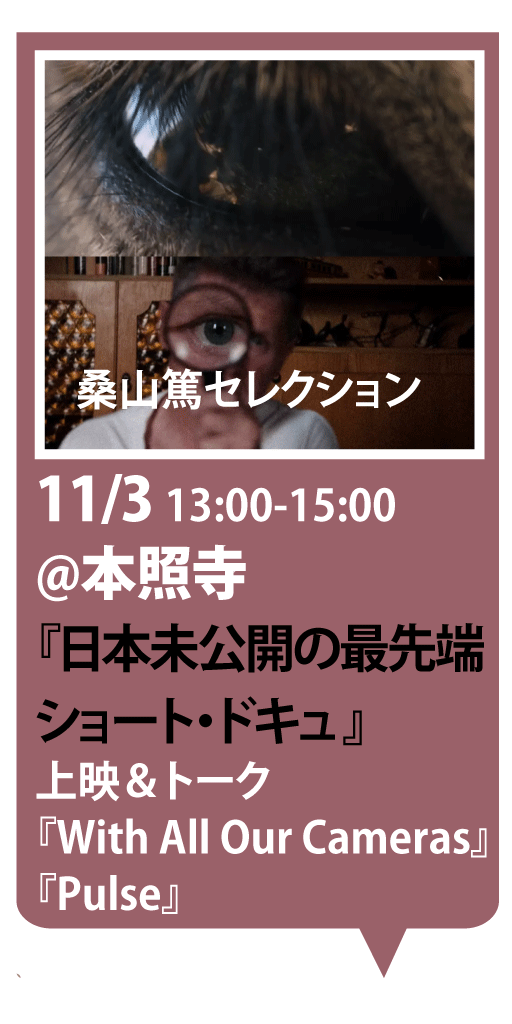 桑山篤セレクション
11/3 13:00-15:00
@本照寺
『日本未公開の最先端
ショート・ドキュ』
上映＆トーク
『With All Our Cameras』
『Pulse』
、